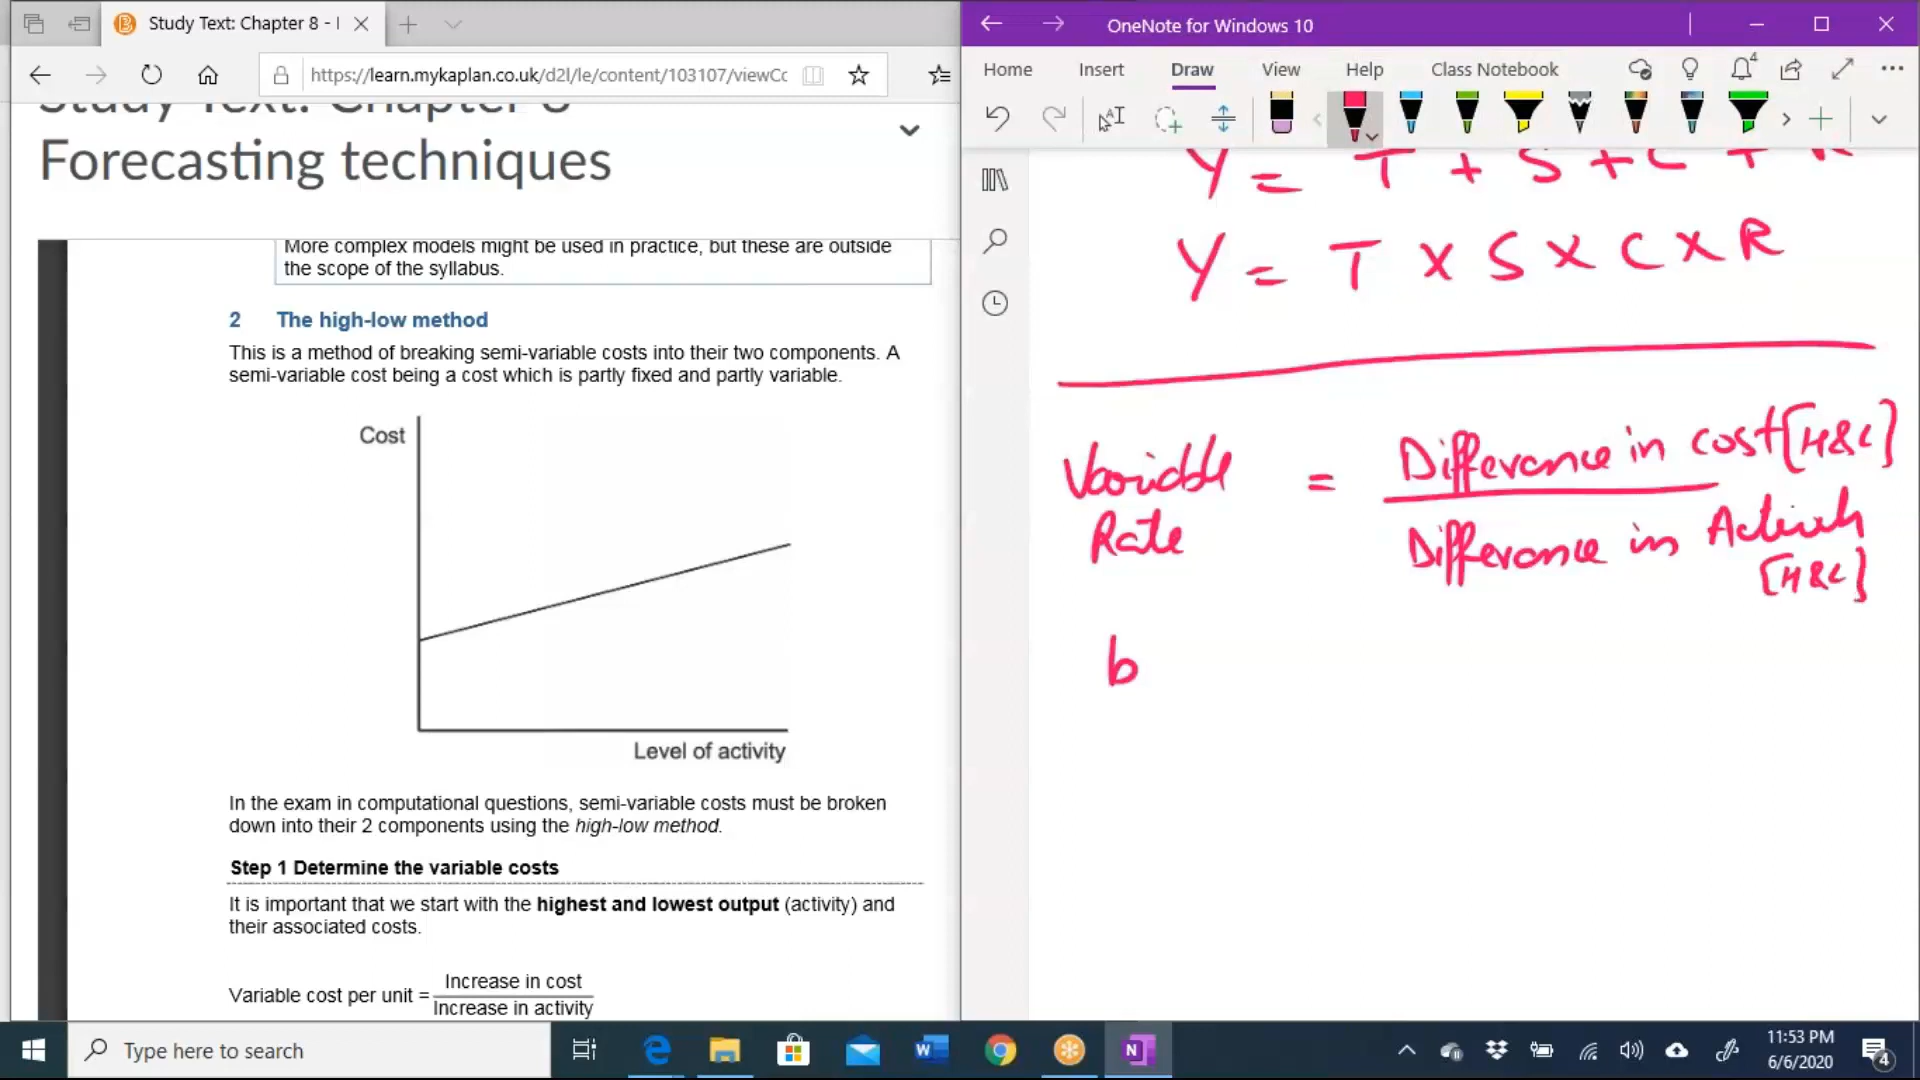 Study Text: Chapter 8 - I
https://learn.mykaplan.co.uk/d2l/le/content/103107/viewCc
Study Text: Chapter 8
Forecasting techniques
More complex models might be used in practice, but these are outside
the scope of the syllabus.
2 The high-low method
This is a method of breaking semi-variable costs into their two components. A
semi-variable cost being a cost which is partly fixed and partly variable.
Cost
Level of activity
In the exam in computational questions, semi-variable costs must be broken
down into their 2 components using the high-low method.
Step 1 Determine the variable costs
It is important that we start with the highest and lowest output (activity) and
their associated costs.
Variable cost per unit = Increase in cost
Increase in activity
OneNote for Windows 10
Home Insert Draw View Help Class Notebook
4
Y = T + S + C + R
Y = T X S X C X R
Variable = Difference in cost [H&L]
Rate Difference in
[H&L]
b
Type here to search
11:53 PM
6/6/2020
4